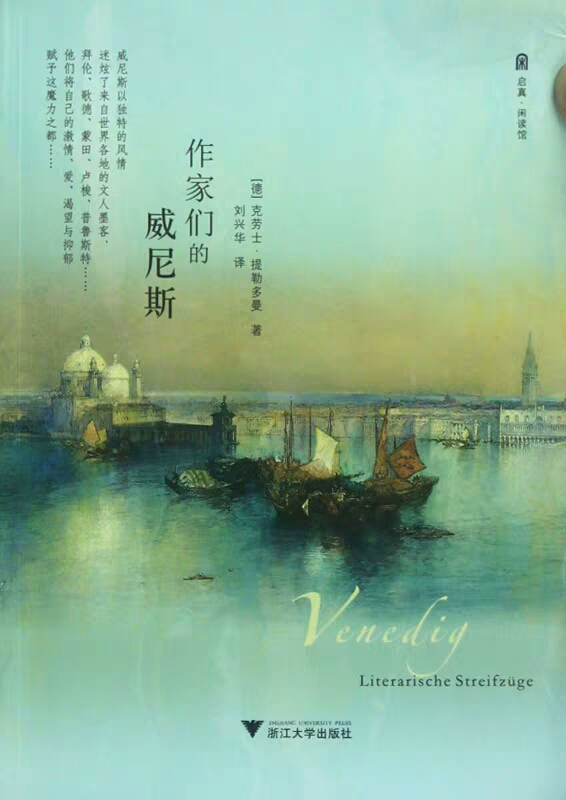 威尼斯以独特的风情
迷炫了来自世界各地的文人墨客，
拜伦、歌德、蒙田、卢梭、普鲁斯特……
他们将自己的激情、爱、渴望与抑郁
赋予这魔力之都……
启真·闲读馆
作家们的
威尼斯
［德］克劳士·提勒多曼 著
刘兴华 译
Venedig
Literarische Streifzüge
ZHEJIANG UNIVERSITY PRESS
浙江大学出版社